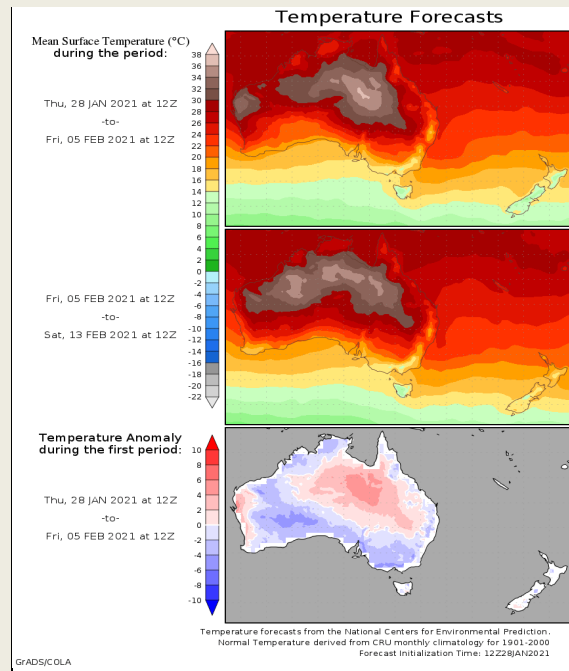 Temperature Forecasts
Mean Surface Temperature (°C)
during the period:
Thu, 28 JAN 2021 at 12Z
-to-
Fri, 05 FEB 2021 at 12Z
38
36
34
32
30
28
26
24
22
20
18
16
14
12
10
8
6
4
2
0
-2
-4
-6
-8
-10
-12
-14
-16
-18
-20
-22
Fri, 05 FEB 2021 at 12Z
-to-
Sat, 13 FEB 2021 at 12Z
Temperature Anomaly
during the first period:
Thu, 28 JAN 2021 at 12Z
-to-
Fri, 05 FEB 2021 at 12Z
10
8
6
4
2
0
-2
-4
-6
-8
-10
Temperature forecasts from the National Centers for Environmental Prediction.
Normal Temperature derived from CRU monthly climatology for 1901-2000
Forecast Initialization Time: 12Z28JAN2021
GrADS/COLA